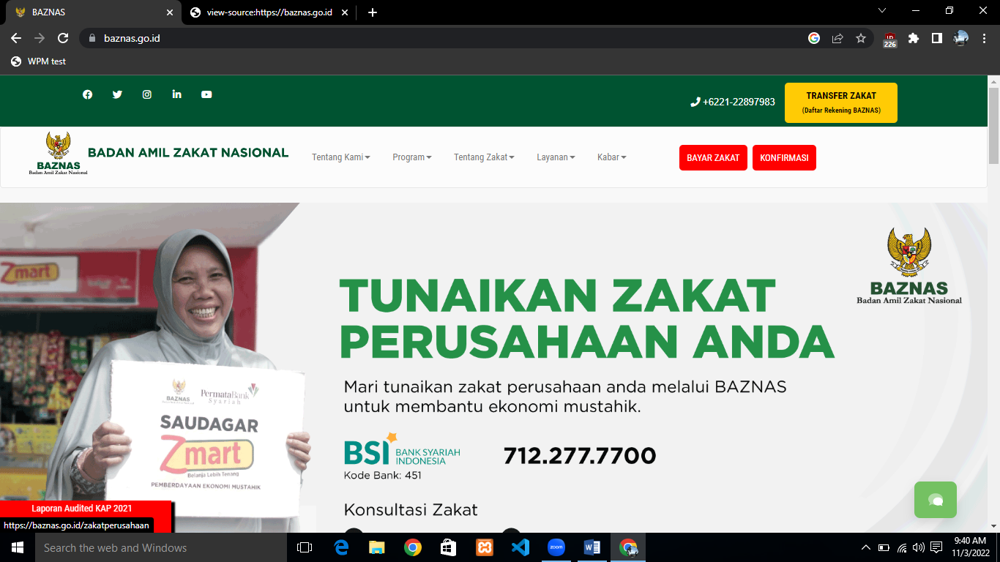 BAZNAS
view-source:https://baznas.go.id
baznas.go.id
226
WPM test
+6221-22897983
TRANSFER ZAKAT
(Daftar Rekening BAZNAS)
BAZNAS
Badan Amil Zakat Nasional
BADAN AMIL ZAKAT NASIONAL
Tentang Kami
Program
Tentang Zakat
Layanan
Kabar
BAYAR ZAKAT
KONFIRMASI
Zmart
BAZNAS
Badan Amil Zakat Nasional
TUNAIKAN ZAKAT
PERUSAHAAN ANDA
Mari tunaikan zakat perusahaan anda melalui BAZNAS
untuk membantu ekonomi mustahik.
BAZNAS
PermataBank
Syariah
SAUDAGAR
Zmart
Belanja Lebih Tenang
PEMBERDAYAAN EKONOMI MUSTAHIK
BSI BANK SYARIAH
INDONESIA
712.277.7700
Kode Bank: 451
Konsultasi Zakat
Laporan Audited KAP 2021
https://baznas.go.id/zakatperusahaan
Search the web and Windows
zoom
9:40 AM
11/3/2022